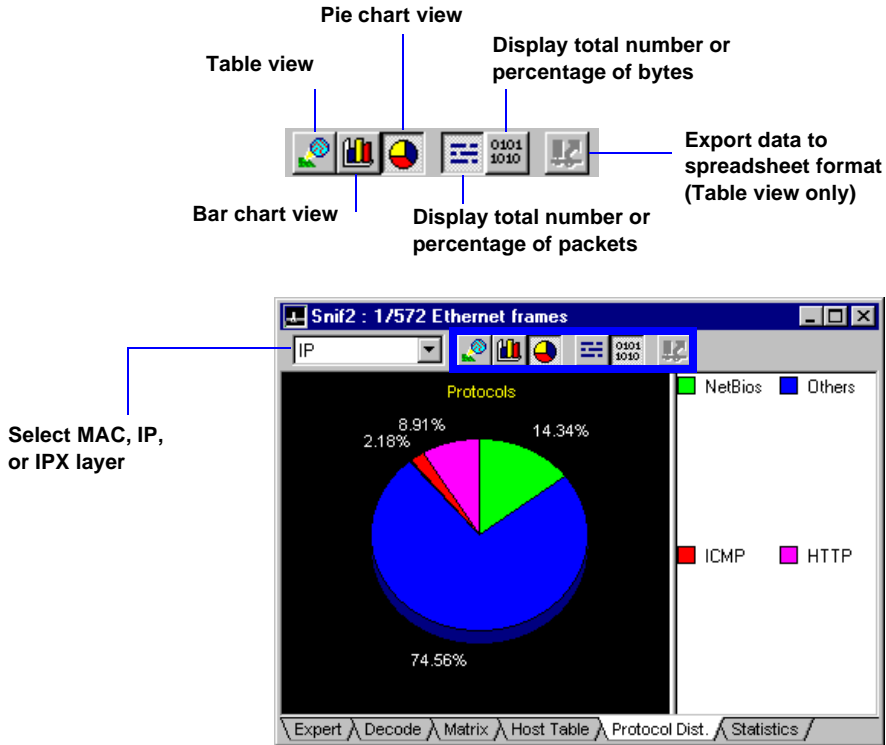 Pie chart view
Display total number or
percentage of bytes
Table view
0101
1010
Export data to
spreadsheet format
(Table view only)
Bar chart view
Display total number or
percentage of packets
Snif2 : 1/572 Ethernet frames
IP
0101
1010
Select MAC, IP,
or IPX layer
Protocols
8.91%
14.34%
2.18%
74.56%
NetBios
Others
ICMP
HTTP
Expert
Decode
Matrix
Host Table
Protocol Dist.
Statistics